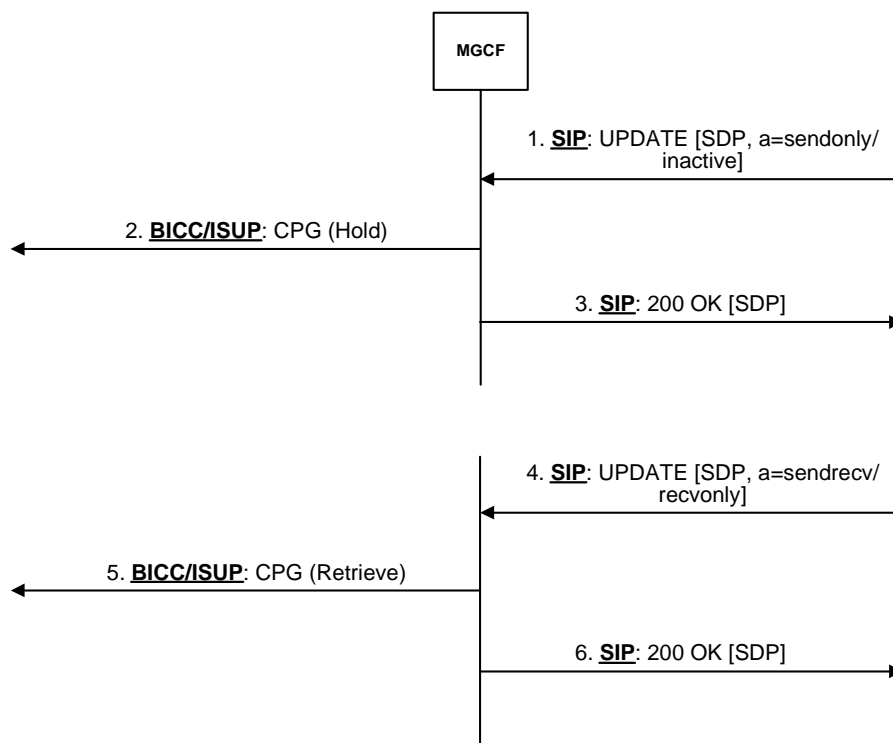 MGCF
1. SIP: UPDATE [SDP, a=sendonly/
inactive]
2. BICC/ISUP: CPG (Hold)
3. SIP: 200 OK [SDP]
4. SIP: UPDATE [SDP, a=sendrecv/
recvonly]
5. BICC/ISUP: CPG (Retrieve)
6. SIP: 200 OK [SDP]